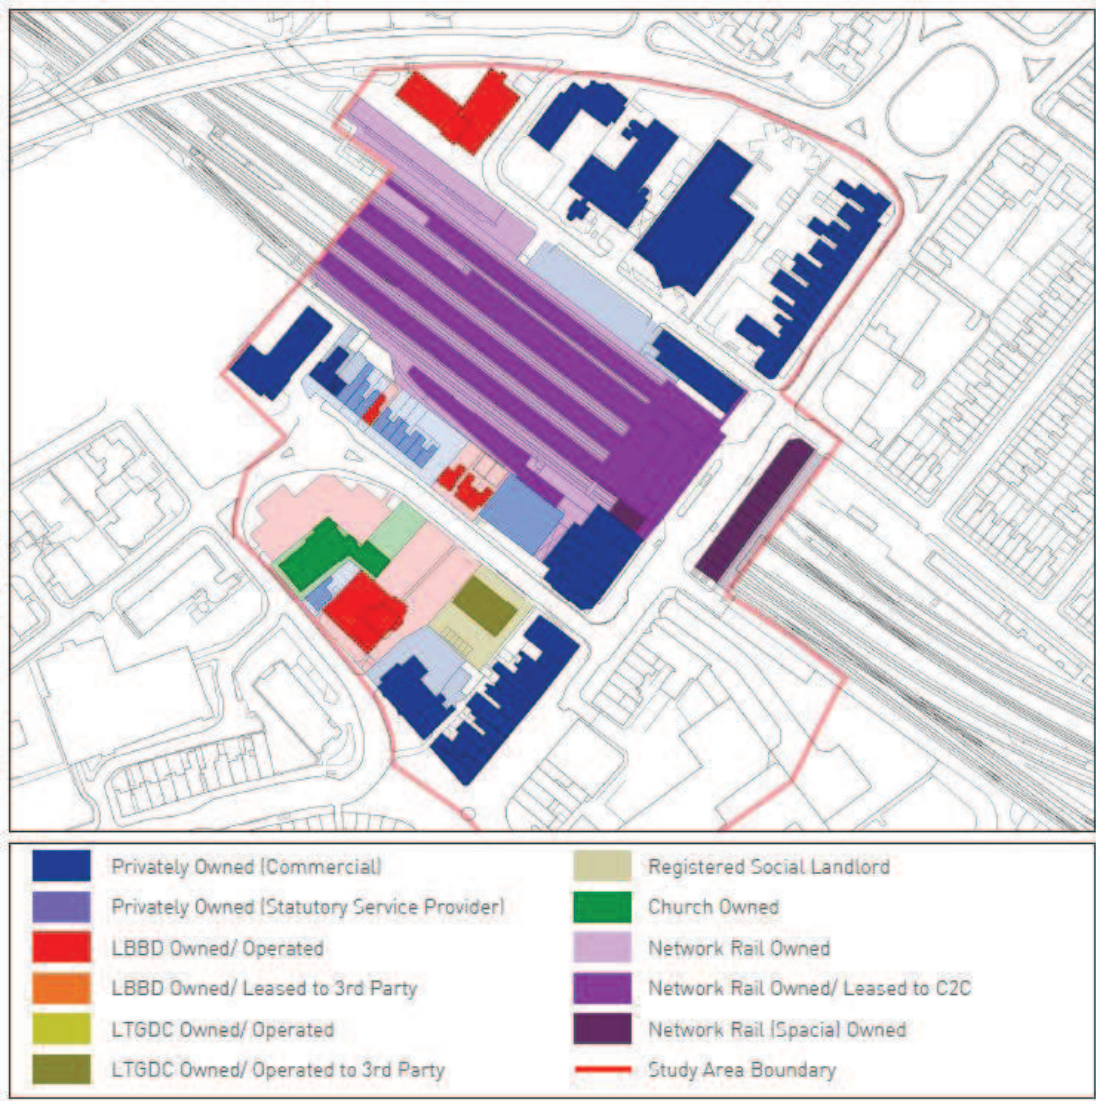 Privately Owned (Commercial)
Privately Owned (Statutory Service Provider)
LBBD Owned/ Operated
LBBD Owned/ Leased to 3rd Party
LTGDC Owned/ Operated
LTGDC Owned/ Operated to 3rd Party
Registered Social Landlord
Church Owned
Network Rail Owned
Network Rail Owned/ Leased to C2C
Network Rail (Spacia) Owned
Study Area Boundary